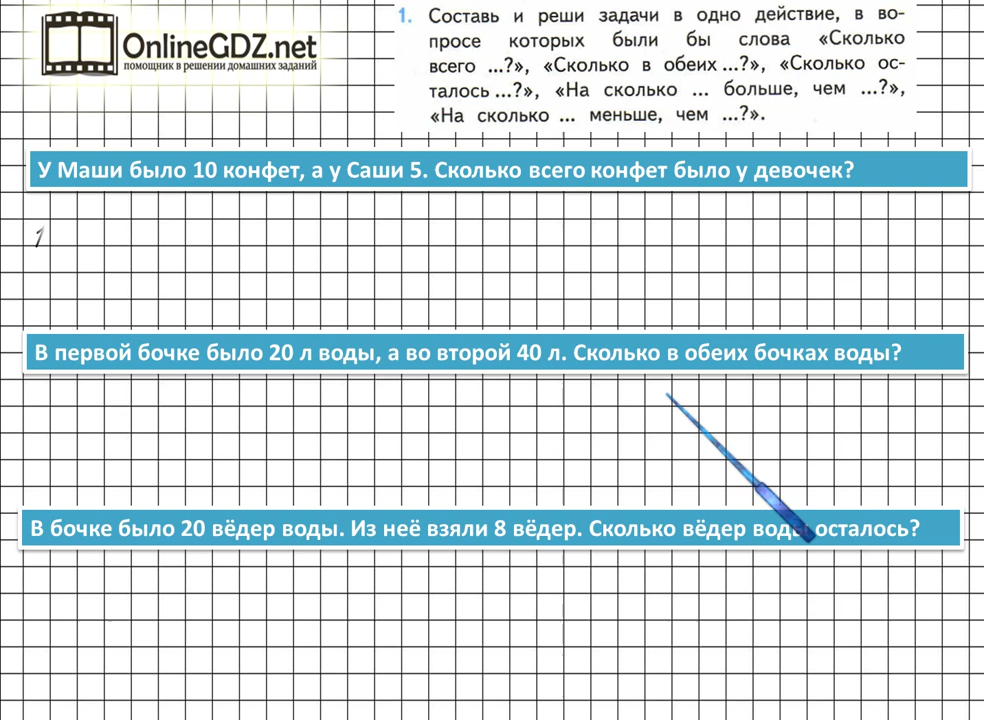 OnlineGDZ.net
помощник в решении домашних заданий
1. Составь и реши задачи в одно действие, в во-
просе которых были бы слова «Сколько
всего ...?», «Сколько в обеих ...?», «Сколько ос-
талось ...?», «На сколько ... больше, чем ...?»,
«На сколько ... меньше, чем ...?».
У Маши было 10 конфет, а у Саши 5. Сколько всего конфет было у девочек?
1
В первой бочке было 20 л воды, а во второй 40 л. Сколько в обеих бочках воды?
В бочке было 20 вёдер воды. Из неё взяли 8 вёдер. Сколько вёдер воды осталось?